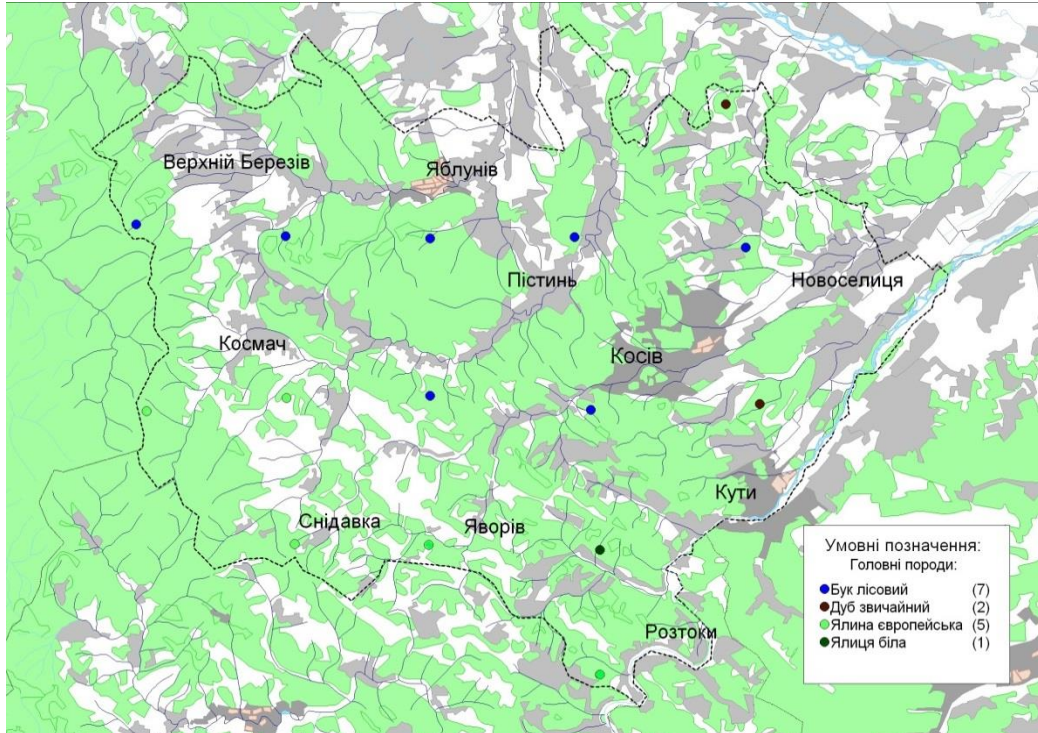 Верхній Березів
Яблунів
Пістинь
Новоселиця
Космач
Косів
Кути
Снідавка
Яворів
Розтоки
Умовні позначення:
Головні породи:
Бук лісовий (7)
Дуб звичайний (2)
Ялина європейська (5)
Ялиця біла (1)